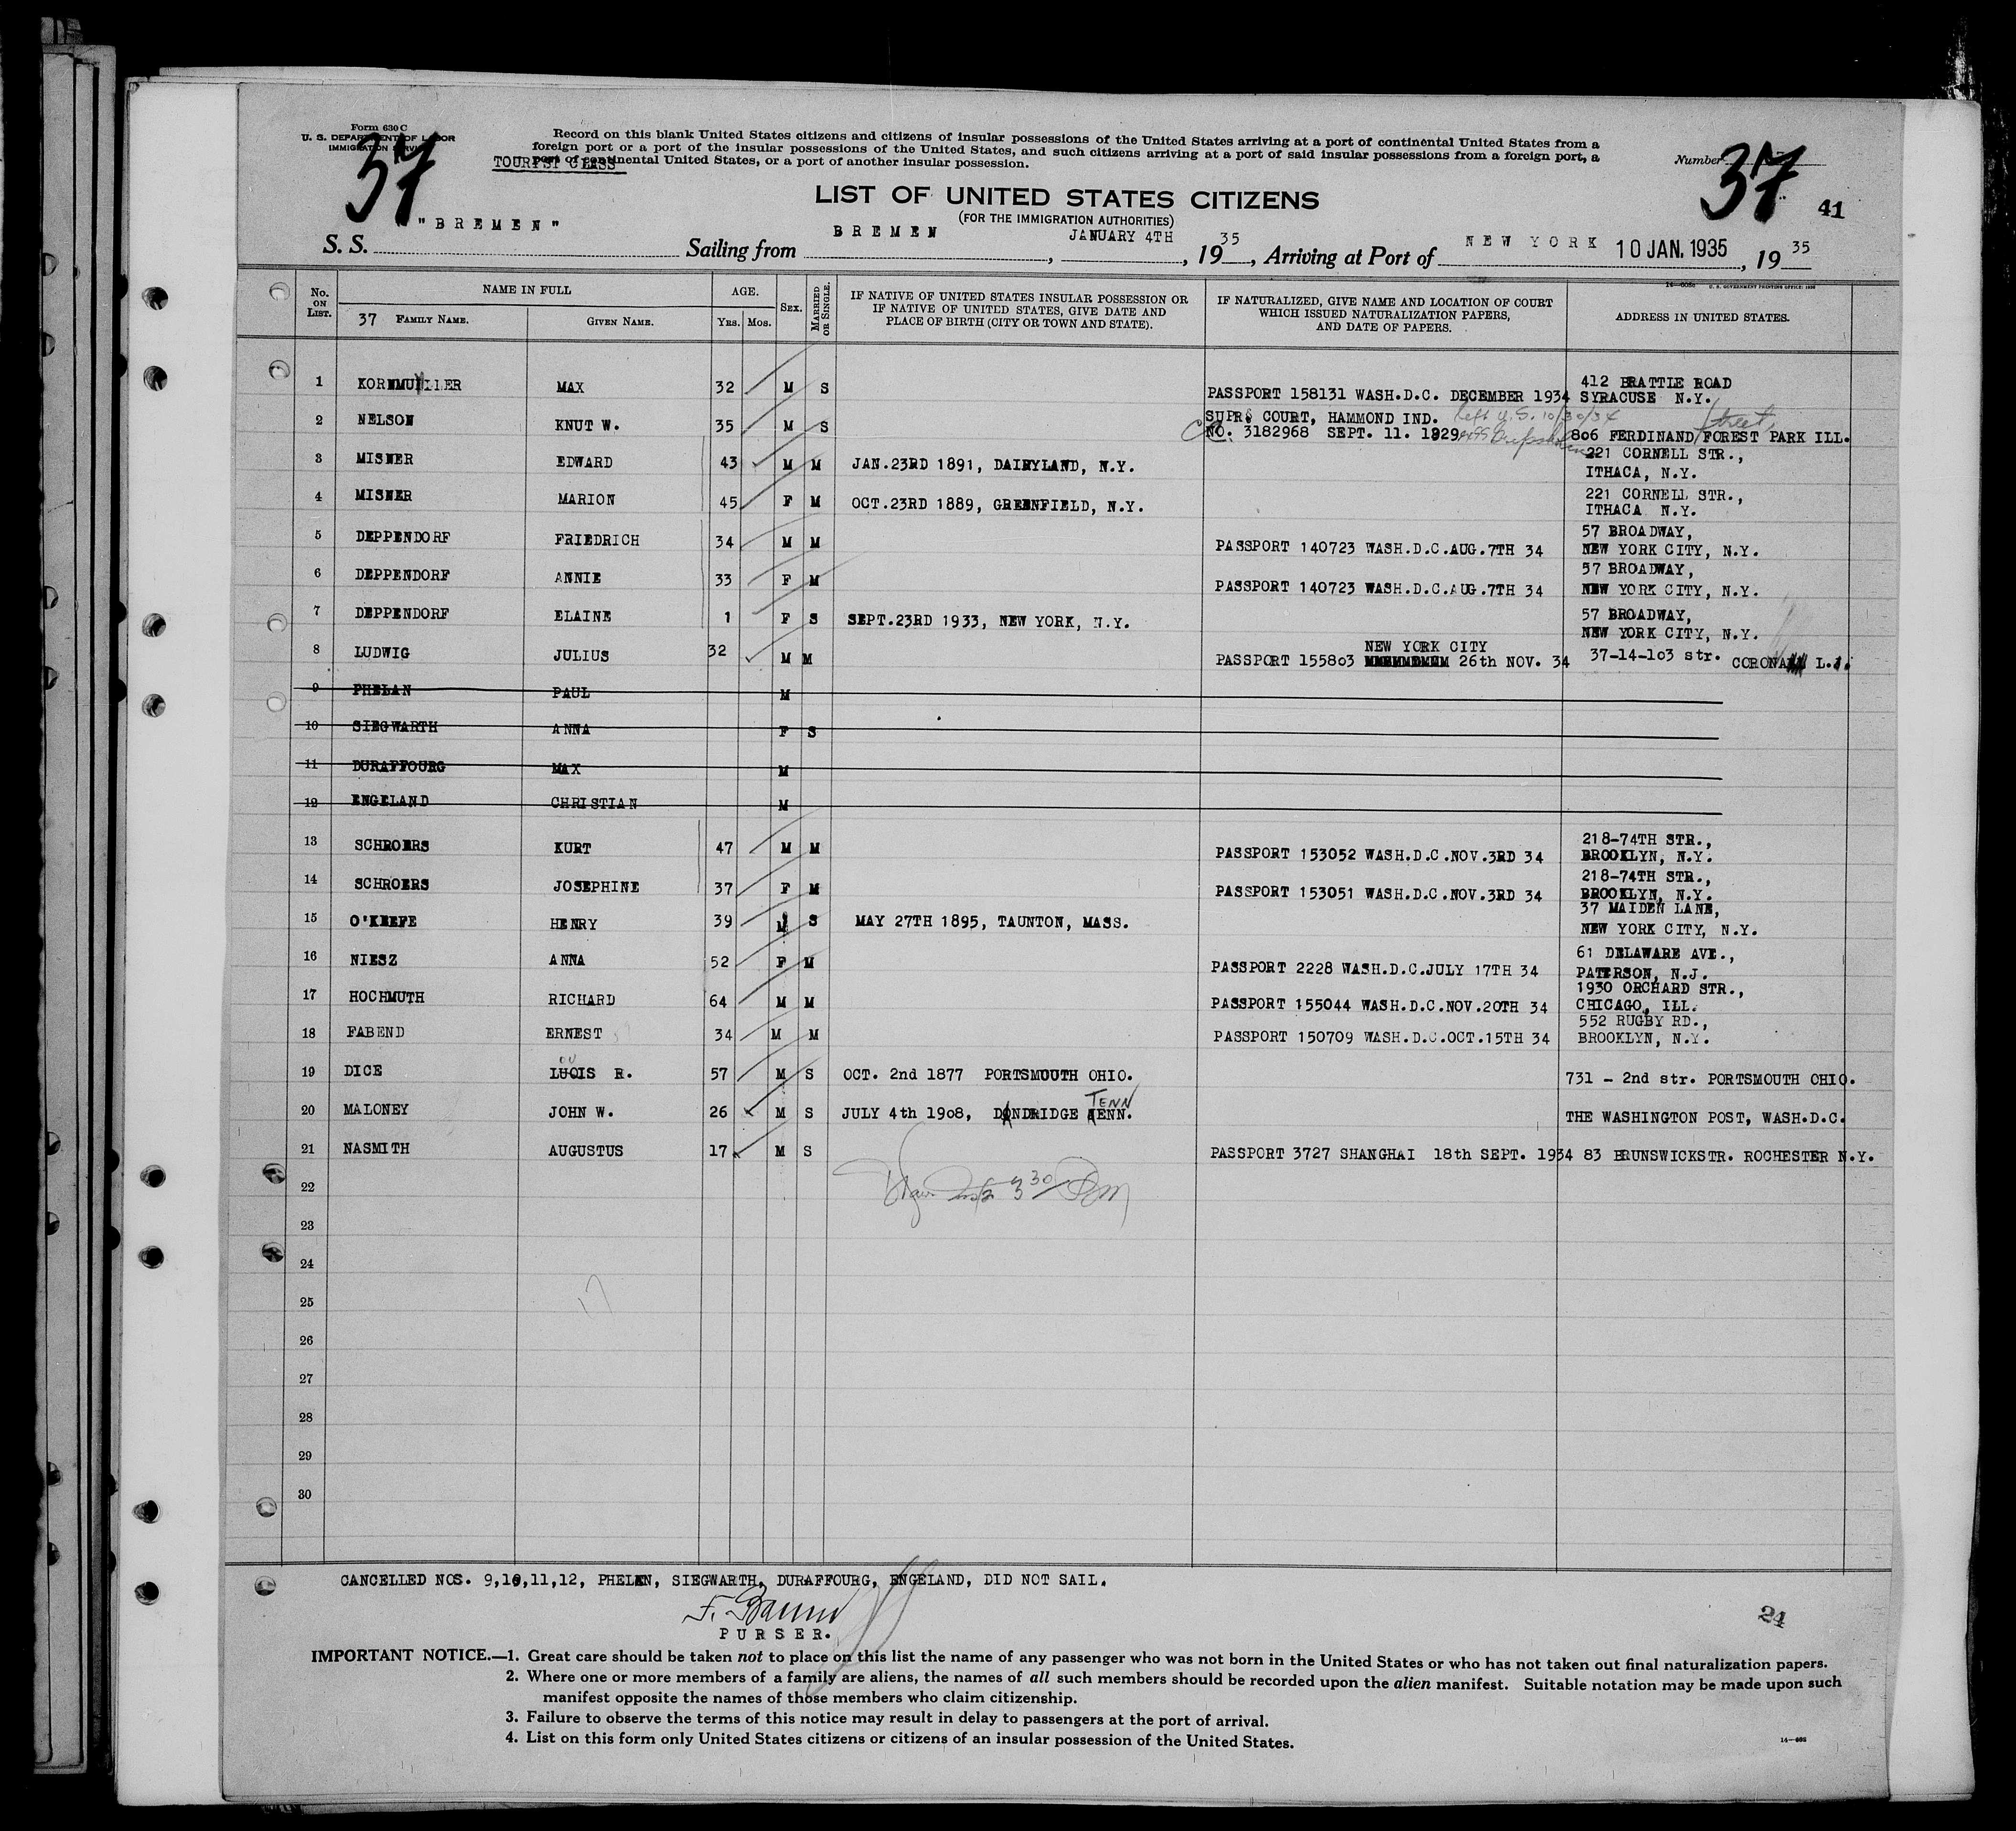 Form 630 C
U. S. DEPARTMENT OF LABOR
IMMIGRATION SERVICE
Record on this blank United States citizens and citizens of insular possessions of the United States arriving at a port of continental United States from a
foreign port or a port of the insular possessions of the United States, and such citizens arriving at a port of said insular possessions from a foreign port, a
port of continental United States, or a port of another insular possession.
TOURIST CLASS
37
Number 37
41
LIST OF UNITED STATES CITIZENS
(FOR THE IMMIGRATION AUTHORITIES)
S. S. "BREMEN" Sailing from BREMEN, JANUARY 4TH, 1935, Arriving at Port of NEW YORK 10 JAN. 1935, 1935
No. ON LIST. NAME IN FULL AGE. SEX. MARRIED OR SINGLE. IF NATIVE OF UNITED STATES INSULAR POSSESSION OR IF NATIVE OF UNITED STATES, GIVE DATE AND PLACE OF BIRTH (CITY OR TOWN AND STATE). IF NATURALIZED, GIVE NAME AND LOCATION OF COURT WHICH ISSUED NATURALIZATION PAPERS, AND DATE OF PAPERS. ADDRESS IN UNITED STATES.
37 FAMILY NAME. GIVEN NAME. YRS. MOS.
1 KORNMULLER MAX 32 M S PASSPORT 158131 WASH.D.C. DECEMBER 1934 412 BRATTLE ROAD SYRACUSE N.Y.
2 NELSON KNUT W. 35 M S SUPR. COURT, HAMMOND IND. left U.S. 10/30/34 NO. 3182968 SEPT. 11. 1929 806 FERDINAND Street, FOREST PARK ILL.
3 MISNER EDWARD 43 M M JAN.23RD 1891, DAIRYLAND, N.Y. 221 CORNELL STR., ITHACA, N.Y.
4 MISNER MARION 45 F M OCT.23RD 1889, GREENFIELD, N.Y. 221 CORNELL STR., ITHACA N.Y.
5 DEPPENDORF FRIEDRICH 34 M M PASSPORT 140723 WASH.D.C.AUG.7TH 34 57 BROADWAY, NEW YORK CITY, N.Y.
6 DEPPENDORF ANNIE 33 F M PASSPORT 140723 WASH.D.C.AUG.7TH 34 57 BROADWAY, NEW YORK CITY, N.Y.
7 DEPPENDORF ELAINE 1 F S SEPT.23RD 1933, NEW YORK, N.Y. 57 BROADWAY, NEW YORK CITY, N.Y.
8 LUDWIG JULIUS 32 M M PASSPORT 155803 NEW YORK CITY 26th NOV. 34 37-14-103 str. CORONA L.I.
9 PHELAN PAUL M
10 SIEGWARTH ANNA F S
11 DURAFFOURG MAX M
12 ENGELAND CHRISTIAN M
13 SCHROERS KURT 47 M M PASSPORT 153052 WASH.D.C.NOV.3RD 34 218-74TH STR., BROOKLYN, N.Y.
14 SCHROERS JOSEPHINE 37 F M PASSPORT 153051 WASH.D.C.NOV.3RD 34 218-74TH STR., BROOKLYN, N.Y.
15 O'KEEFE HENRY 39 M S MAY 27TH 1895, TAUNTON, MASS. 37 MAIDEN LANE, NEW YORK CITY, N.Y.
16 NIESZ ANNA 52 F M PASSPORT 2228 WASH.D.C.JULY 17TH 34 61 DELAWARE AVE., PATERSON, N.J.
17 HOCHMUTH RICHARD 64 M M PASSPORT 155044 WASH.D.C.NOV.20TH 34 1930 ORCHARD STR., CHICAGO, ILL.
18 FABEND ERNEST 34 M M PASSPORT 150709 WASH.D.C.OCT.15TH 34 552 RUGBY RD., BROOKLYN, N.Y.
19 DICE LUOIS R. 57 M S OCT. 2nd 1877 PORTSMOUTH OHIO. 731 - 2nd str. PORTSMOUTH OHIO.
20 MALONEY JOHN W. 26 M S JULY 4th 1908, DANDRIDGE TENN. THE WASHINGTON POST, WASH.D.C.
21 NASMITH AUGUSTUS 17 M S PASSPORT 3727 SHANGHAI 18th SEPT. 1934 83 BRUNSWICKSTR. ROCHESTER N.Y.
22
23
24
25
26
27
28
29
30
17
CANCELLED NOS. 9,10,11,12, PHELAN, SIEGWARTH, DURAFFOURG, ENGELAND, DID NOT SAIL.
PURSER.
24
IMPORTANT NOTICE.—1. Great care should be taken not to place on this list the name of any passenger who was not born in the United States or who has not taken out final naturalization papers.
2. Where one or more members of a family are aliens, the names of all such members should be recorded upon the alien manifest. Suitable notation may be made upon such
manifest opposite the names of those members who claim citizenship.
3. Failure to observe the terms of this notice may result in delay to passengers at the port of arrival.
4. List on this form only United States citizens or citizens of an insular possession of the United States.